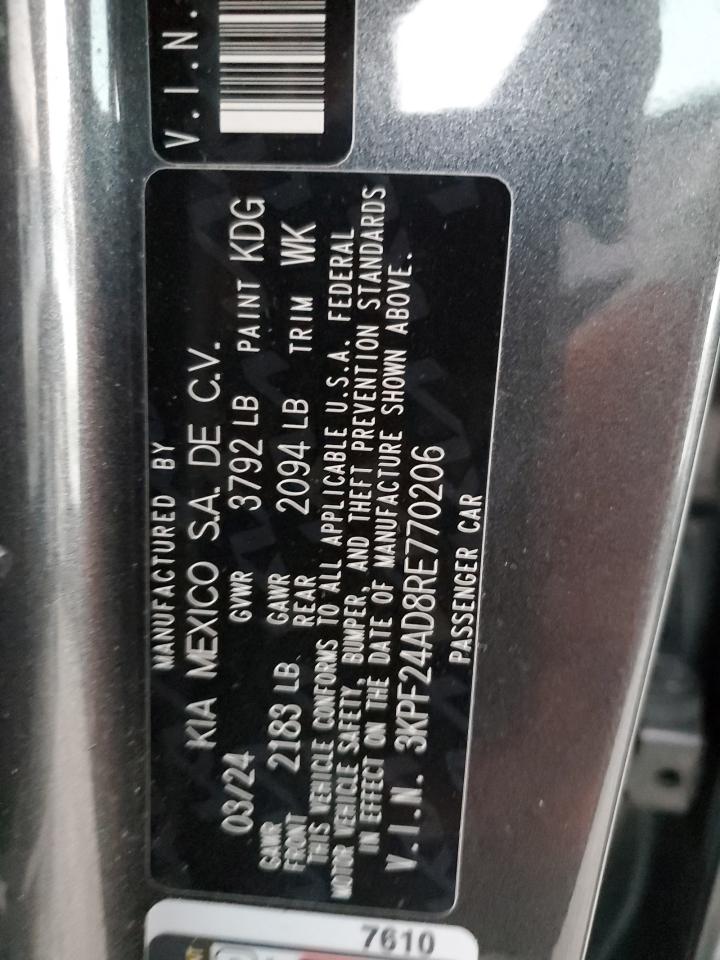 V.I.N.
MANUFACTURED BY
KIA MEXICO S.A. DE C.V.
03/24 GVWR 3792 LB PAINT KDG
GAWR FRONT 2183 LB GAWR REAR 2094 LB TRIM WK
THIS VEHICLE CONFORMS TO ALL APPLICABLE U.S.A. FEDERAL
MOTOR VEHICLE SAFETY, BUMPER, AND THEFT PREVENTION STANDARDS
IN EFFECT ON THE DATE OF MANUFACTURE SHOWN ABOVE.
V.I.N. 3KPF24AD8RE770206
PASSENGER CAR
7610